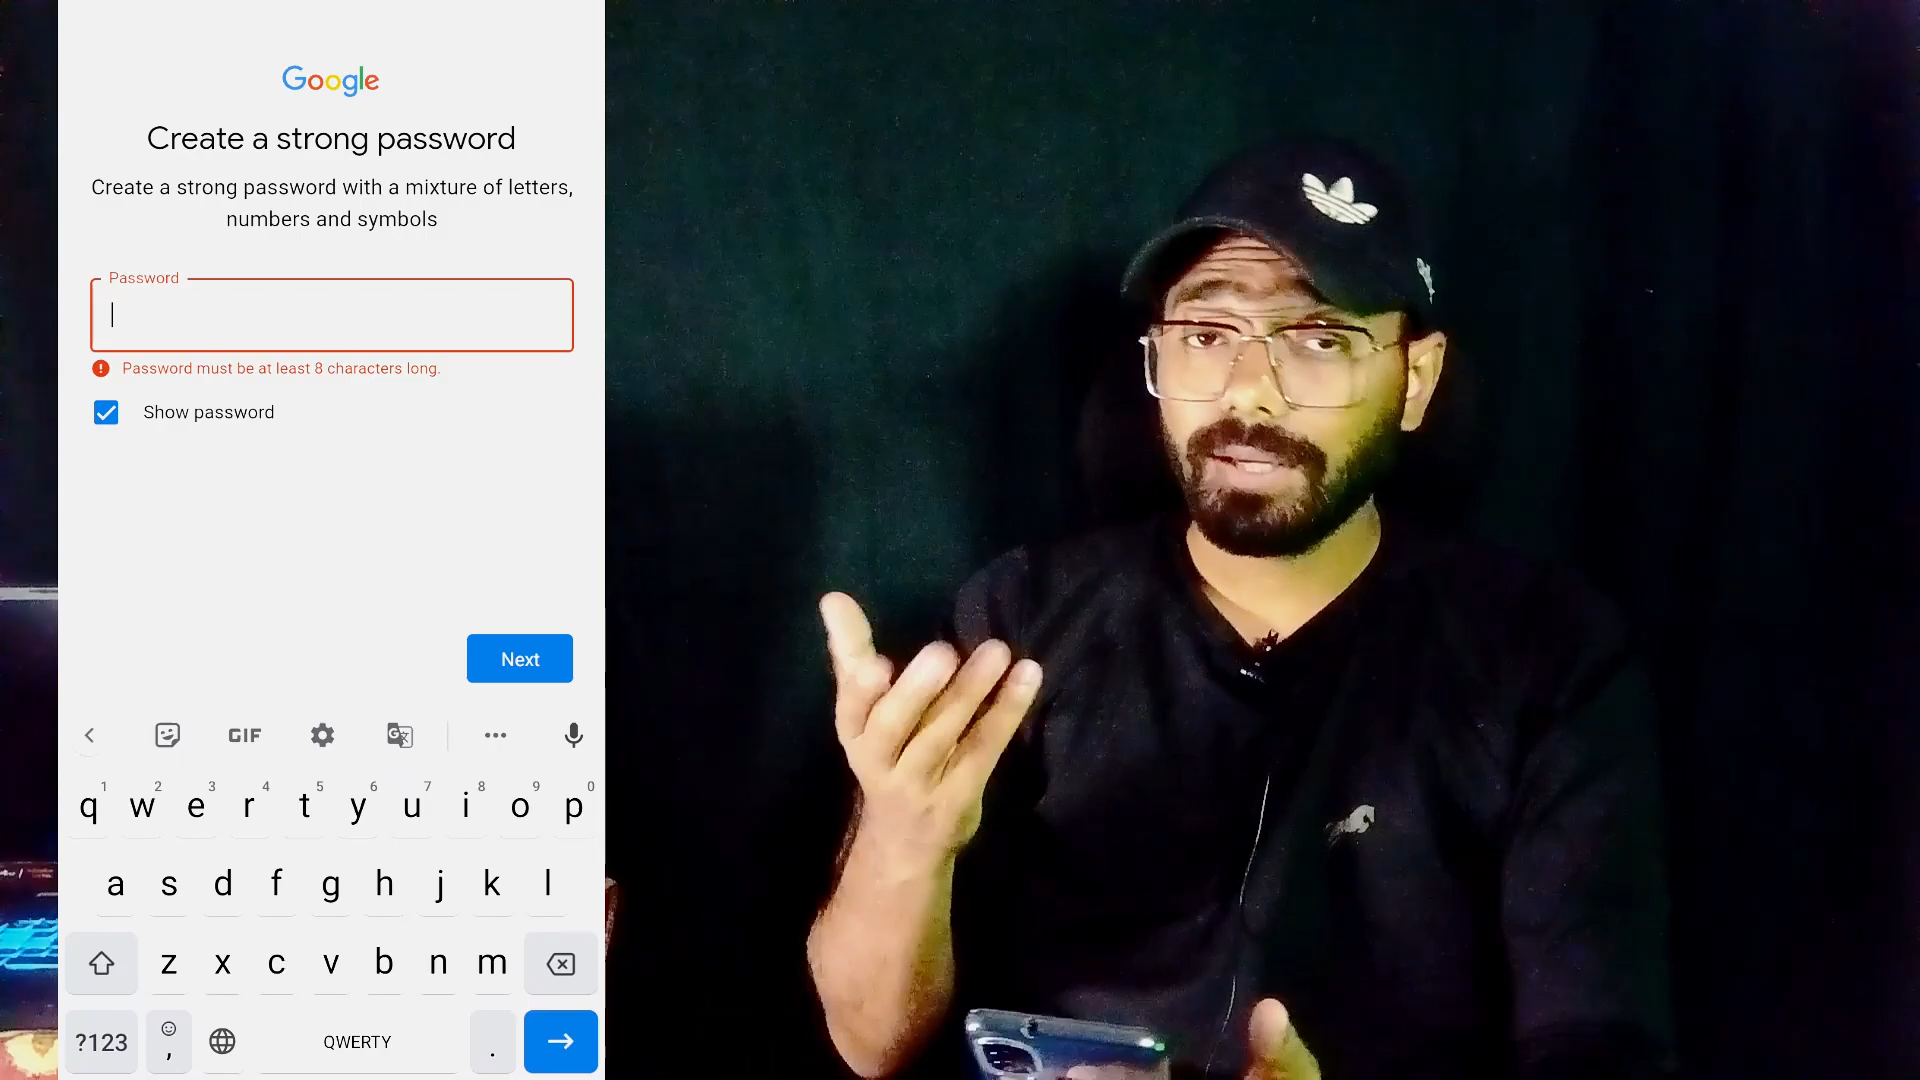 Google
Create a strong password
Create a strong password with a mixture of letters,
numbers and symbols
Password
Password must be at least 8 characters long.
Show password
Next
GIF
1 2 3 4 5 6 7 8 9 0
q w e r t y u i o p
a s d f g h j k l
z x c v b n m
?123 , QWERTY .